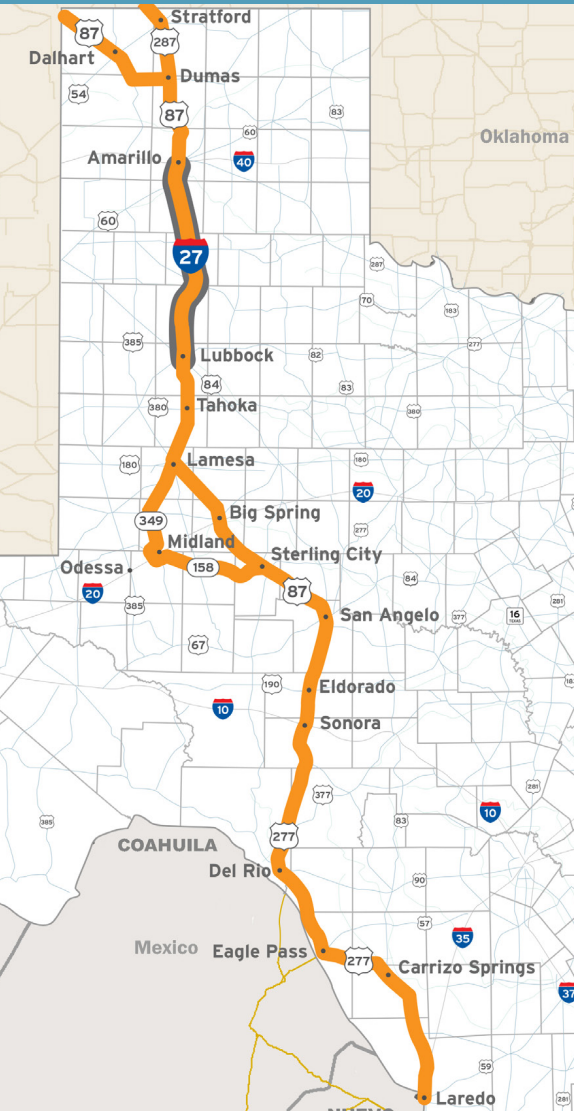 Stratford
87
287
Dalhart
Dumas
54
83
87
60
Oklahoma
Amarillo
40
60
27
287
70
183
385
277
Lubbock
82
84
83
380
Tahoka
380
180
Lamesa
180
20
349
Big Spring
277
Midland
Sterling City
Odessa
158
84
20
87
281
385
San Angelo
377
16
TEXAS
67
190
Eldorado
10
Sonora
377
281
10
385
83
277
COAHUILA
Del Rio
90
57
35
Mexico
Eagle Pass
277
Carrizo Springs
37
59
Laredo
281